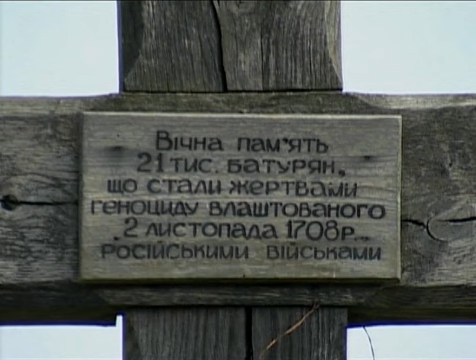 Вічна пам'ять
21 тис. батурян,
що стали жертвами
геноциду влаштованого
2 листопада 1708р.
російськими військами